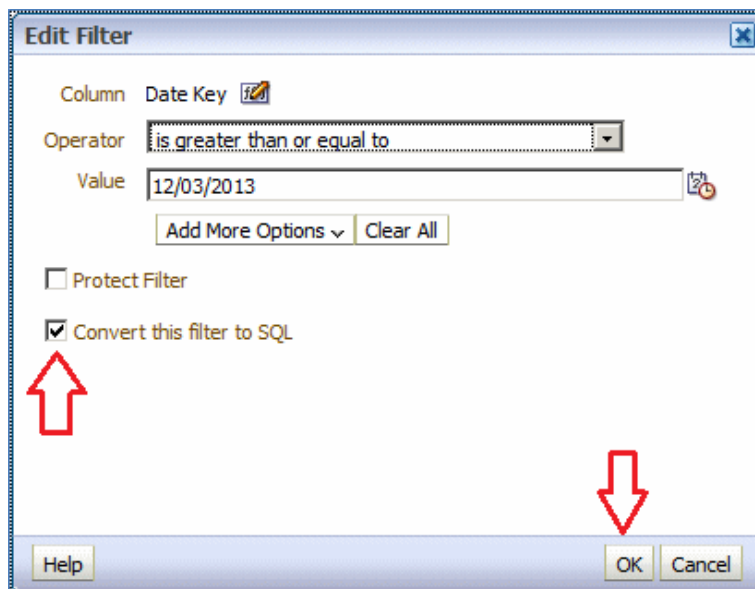 Edit Filter
Column Date Key
Operator is greater than or equal to
Value 12/03/2013
Add More Options Clear All
Protect Filter
Convert this filter to SQL
Help OK Cancel